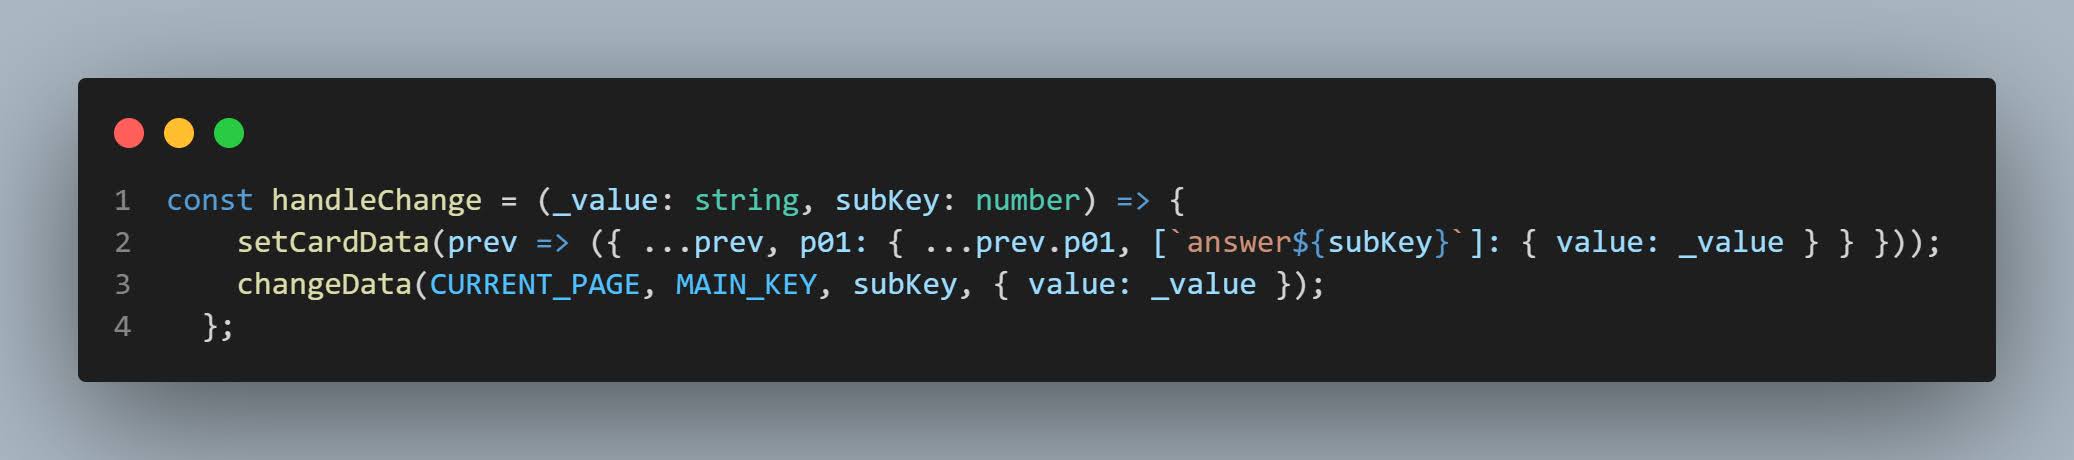 1 const handleChange = (_value: string, subKey: number) => {
2 setCardData(prev => ({ ...prev, p01: { ...prev.p01, [`answer${subKey}`]: { value: _value } } }));
3 changeData(CURRENT_PAGE, MAIN_KEY, subKey, { value: _value });
4 };